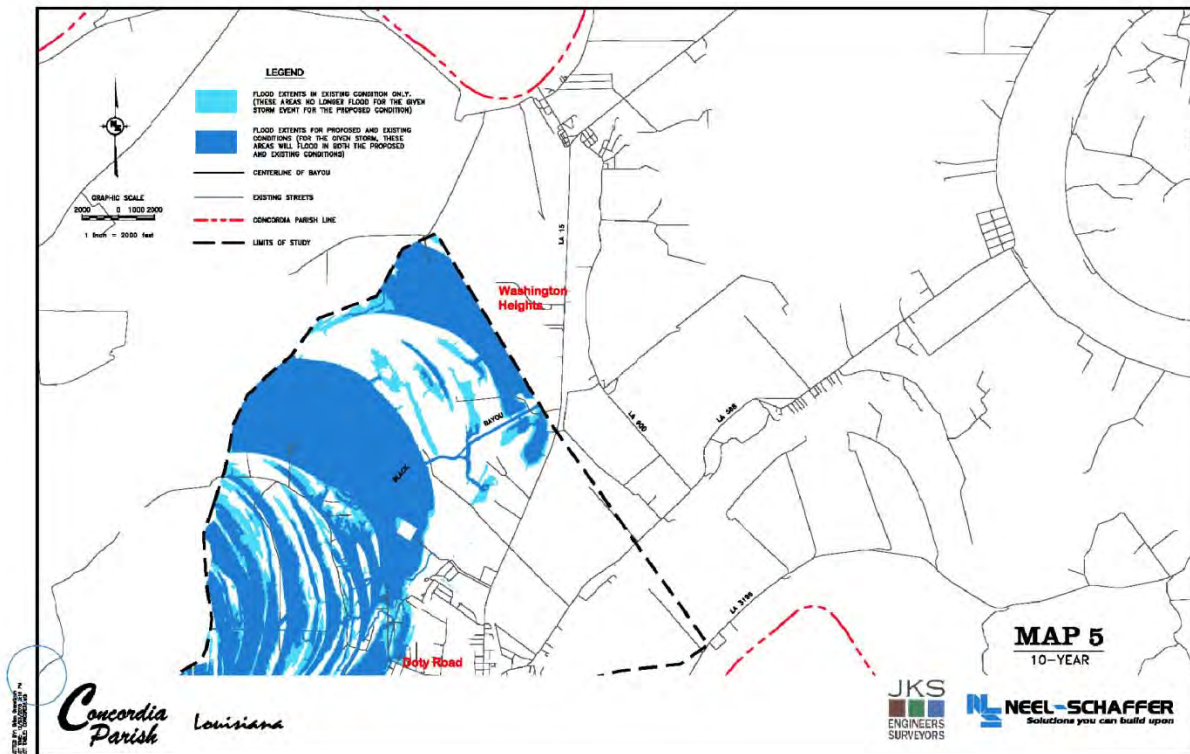 LEGEND
FLOOD EXTENTS IN EXISTING CONDITION ONLY.
(THESE AREAS NO LONGER FLOOD FOR THE GIVEN
STORM EVENT FOR THE PROPOSED CONDITION)
FLOOD EXTENTS FOR PROPOSED AND EXISTING
CONDITIONS (FOR THE GIVEN STORM, THESE
AREAS WILL FLOOD IN BOTH THE PROPOSED
AND EXISTING CONDITIONS)
CENTERLINE OF BAYOU
EXISTING STREETS
CONCORDIA PARISH LINE
LIMITS OF STUDY
GRAPHIC SCALE
2000 0 1000 2000
1 inch = 2000 feet
LA 15
Washington
Heights
LA 600
LA 568
BLACK
BAYOU
LA 3196
Doty Road
MAP 5
10-YEAR
Concordia
Parish
Louisiana
JKS
ENGINEERS
SURVEYORS
NEEL-SCHAFFER
Solutions you can build upon